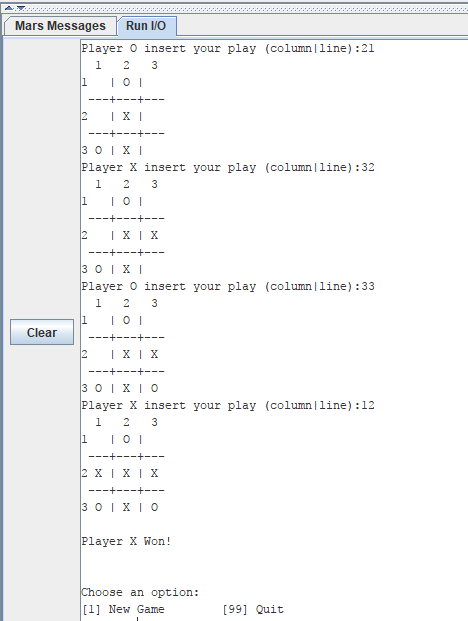 Mars Messages Run I/O
Player O insert your play (column|line):21
  1   2   3
1   | O |
 ---+---+---
2   | X |
 ---+---+---
3 O | X |
Player X insert your play (column|line):32
  1   2   3
1   | O |
 ---+---+---
2   | X | X
 ---+---+---
3 O | X |
Player O insert your play (column|line):33
  1   2   3
1   | O |
 ---+---+---
2   | X | X
 ---+---+---
3 O | X | O
Clear
Player X insert your play (column|line):12
  1   2   3
1   | O |
 ---+---+---
2 X | X | X
 ---+---+---
3 O | X | O
Player X Won!
Choose an option:
[1] New Game        [99] Quit